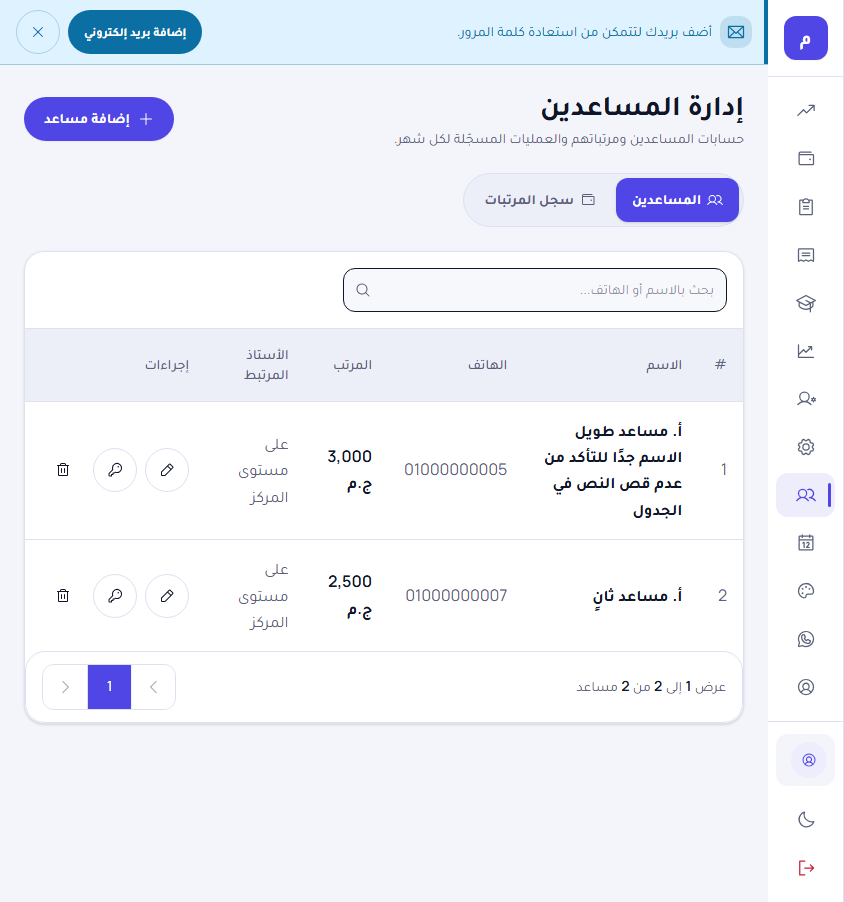 م
أضف بريدك لتتمكن من استعادة كلمة المرور.
إضافة بريد إلكتروني
إدارة المساعدين
حسابات المساعدين ومرتباتهم والعمليات المسجّلة لكل شهر.
إضافة مساعد
المساعدين
سجل المرتبات
بحث بالاسم أو الهاتف...
# الاسم الهاتف المرتب الأستاذ المرتبط إجراءات
1
أ. مساعد طويل
الاسم جدًا للتأكد من
عدم قص النص في
الجدول
01000000005
3,000
ج.م
على
مستوى
المركز
2
أ. مساعد ثانٍ
01000000007
2,500
ج.م
على
مستوى
المركز
عرض 1 إلى 2 من 2 مساعد
1
12